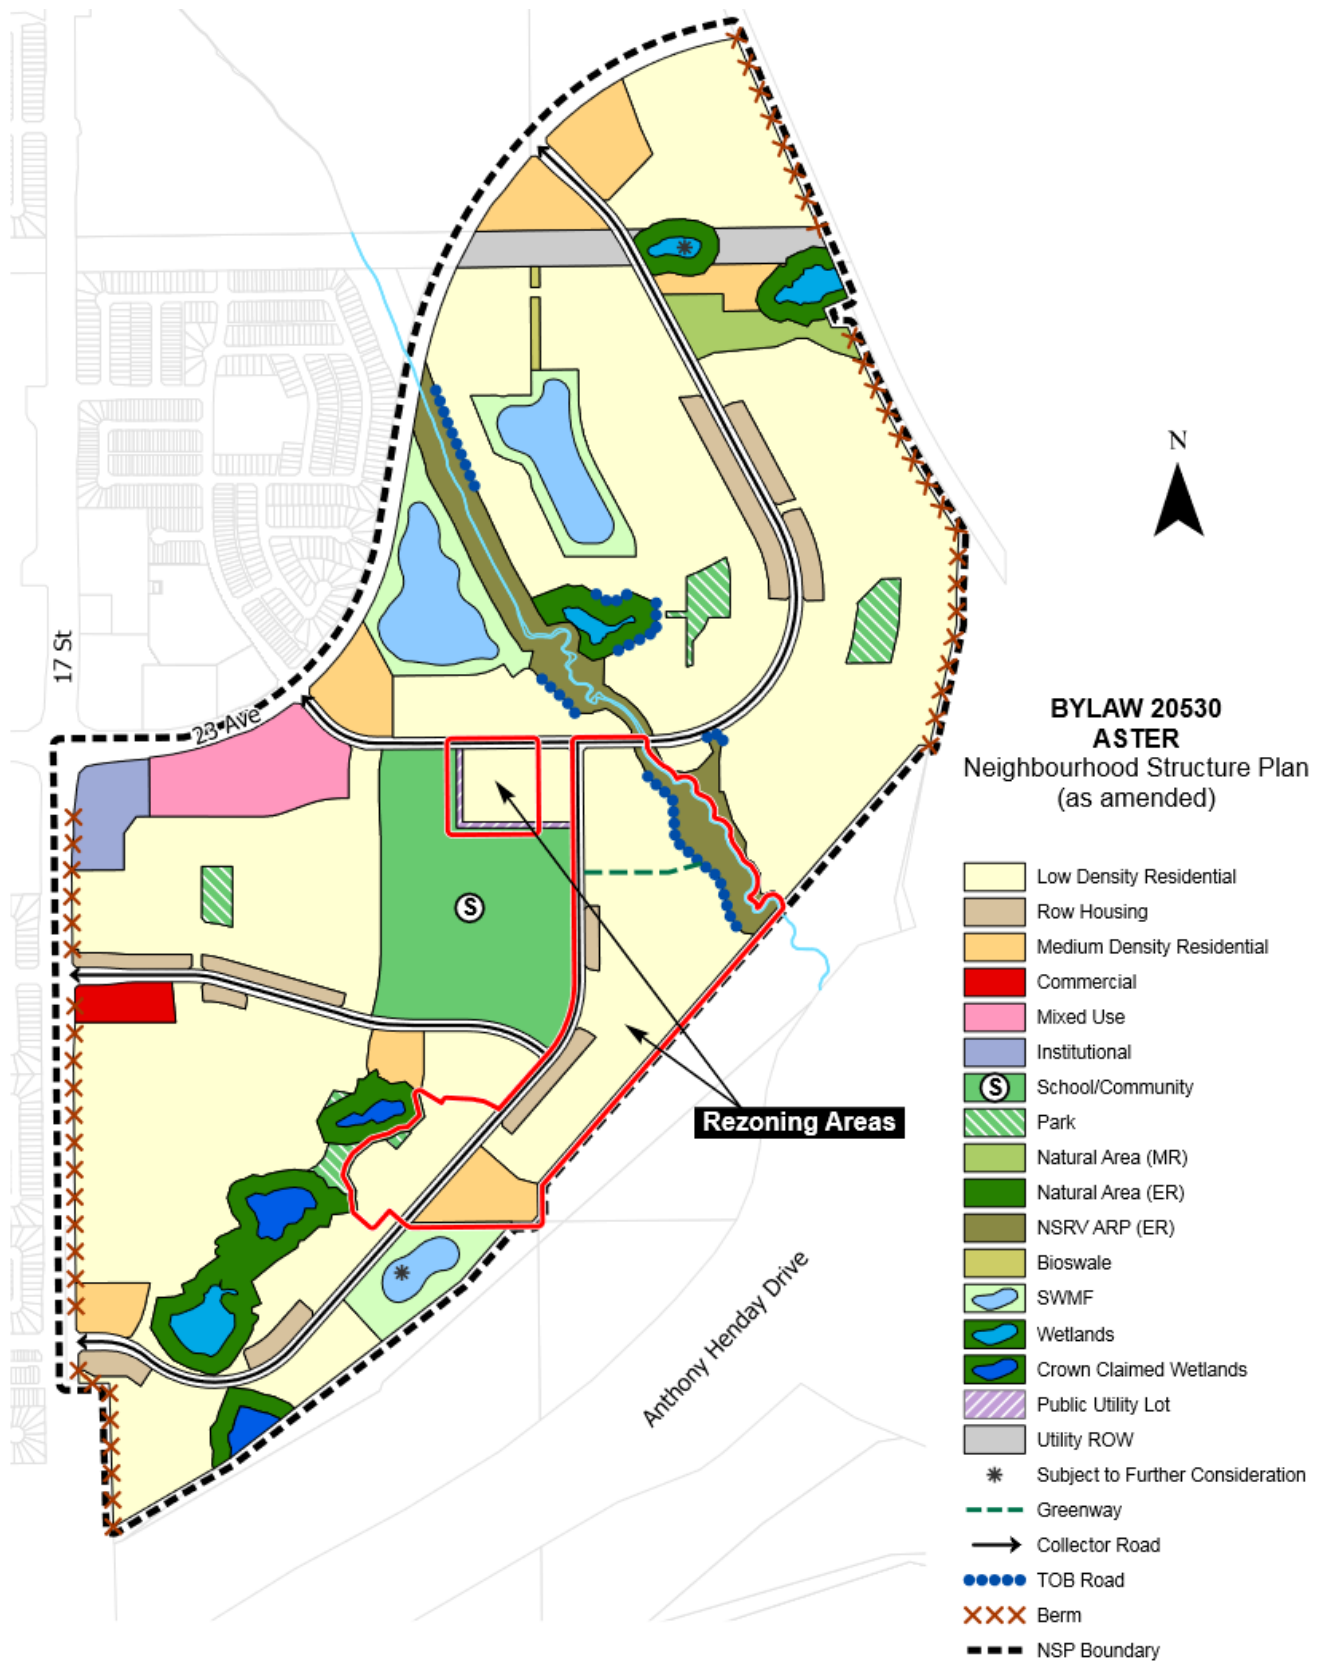 N
17 St
23 Ave
S
Rezoning Areas
Anthony Henday Drive
BYLAW 20530
ASTER
Neighbourhood Structure Plan
(as amended)
Low Density Residential
Row Housing
Medium Density Residential
Commercial
Mixed Use
Institutional
S School/Community
Park
Natural Area (MR)
Natural Area (ER)
NSRV ARP (ER)
Bioswale
SWMF
Wetlands
Crown Claimed Wetlands
Public Utility Lot
Utility ROW
Subject to Further Consideration
Greenway
Collector Road
TOB Road
Berm
NSP Boundary